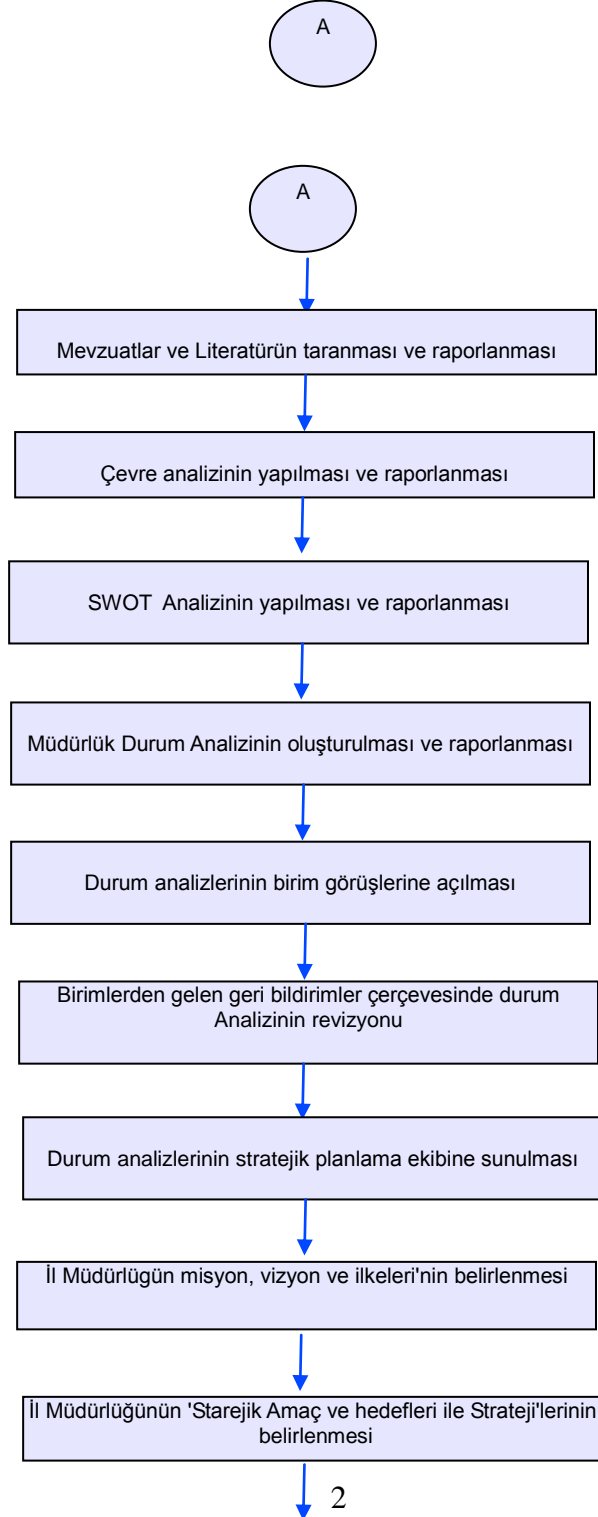 A
A
Mevzuatlar ve Literatürün taranması ve raporlanması
Çevre analizinin yapılması ve raporlanması
SWOT Analizinin yapılması ve raporlanması
Müdürlük Durum Analizinin oluşturulması ve raporlanması
Durum analizlerinin birim görüşlerine açılması
Birimlerden gelen geri bildirimler çerçevesinde durum
Analizinin revizyonu
Durum analizlerinin stratejik planlama ekibine sunulması
İl Müdürlügün misyon, vizyon ve ilkeleri'nin belirlenmesi
İl Müdürlüğünün 'Starejik Amaç ve hedefleri ile Strateji'lerinin
belirlenmesi
2